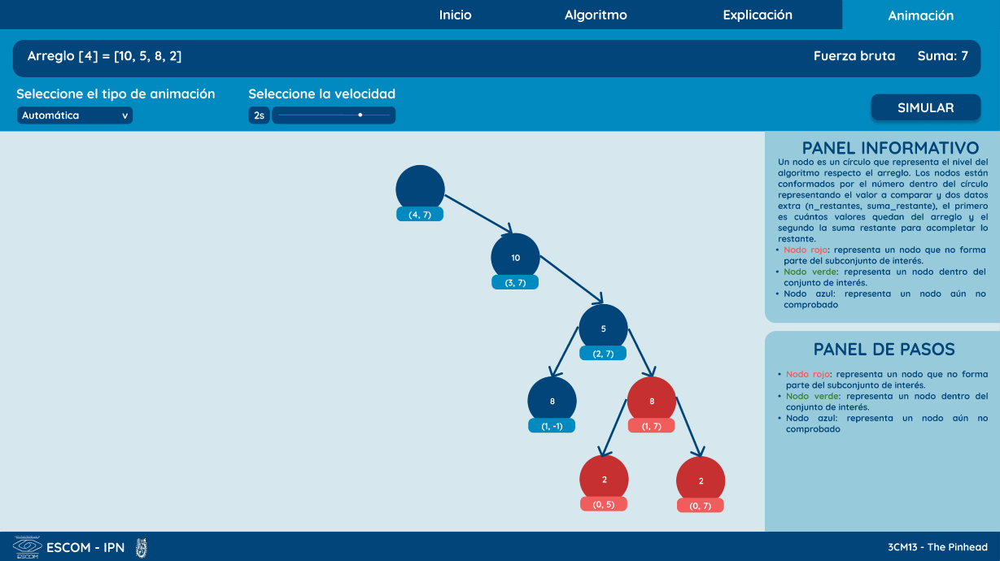 Inicio
Algoritmo
Explicación
Animación
Arreglo [4] = [10, 5, 8, 2]
Fuerza bruta
Suma: 7
Seleccione el tipo de animación
Seleccione la velocidad
Automática v
2s
SIMULAR
(4, 7)
10
(3, 7)
5
(2, 7)
8
(1, -1)
8
(1, 7)
2
(0, 5)
2
(0, 7)
PANEL INFORMATIVO
Un nodo es un círculo que representa el nivel del
algoritmo respecto el arreglo. Los nodos están
conformados por el número dentro del círculo
representando el valor a comparar y dos datos
extra (n_restantes, suma_restante), el primero
es cuántos valores quedan del arreglo y el
segundo la suma restante para acompletar lo
restante.
• Nodo rojo: representa un nodo que no forma
parte del subconjunto de interés.
• Nodo verde: representa un nodo dentro del
conjunto de interés.
• Nodo azul: representa un nodo aún no
comprobado
PANEL DE PASOS
• Nodo rojo: representa un nodo que no forma
parte del subconjunto de interés.
• Nodo verde: representa un nodo dentro del
conjunto de interés.
• Nodo azul: representa un nodo aún no
comprobado
ESCOM
ESCOM - IPN
3CM13 - The Pinhead